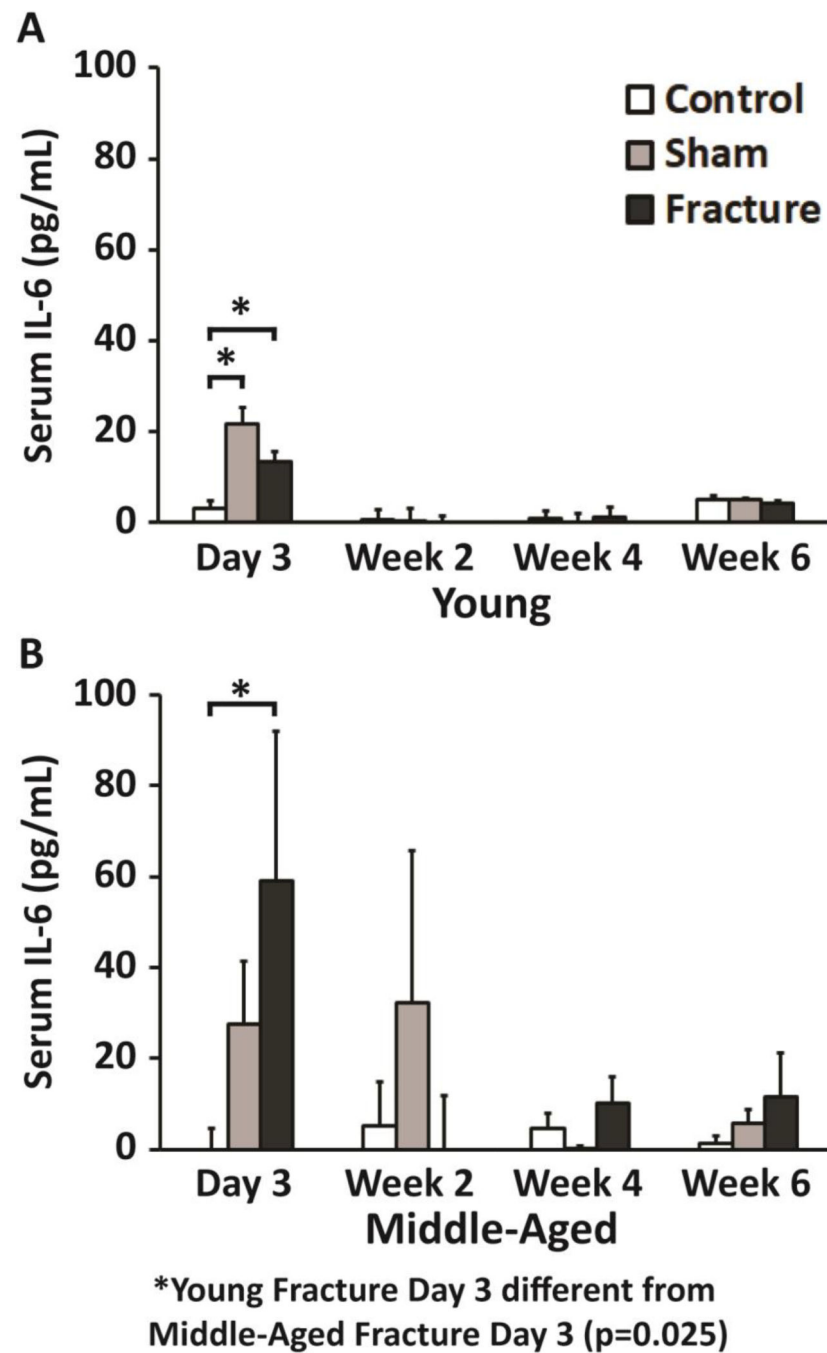 A
Serum IL-6 (pg/mL)
100
80
60
40
20
0
Control
Sham
Fracture
*
*
Day 3 Week 2 Week 4 Week 6
Young
B
Serum IL-6 (pg/mL)
100
80
60
40
20
0
*
Day 3 Week 2 Week 4 Week 6
Middle-Aged
*Young Fracture Day 3 different from
Middle-Aged Fracture Day 3 (p=0.025)